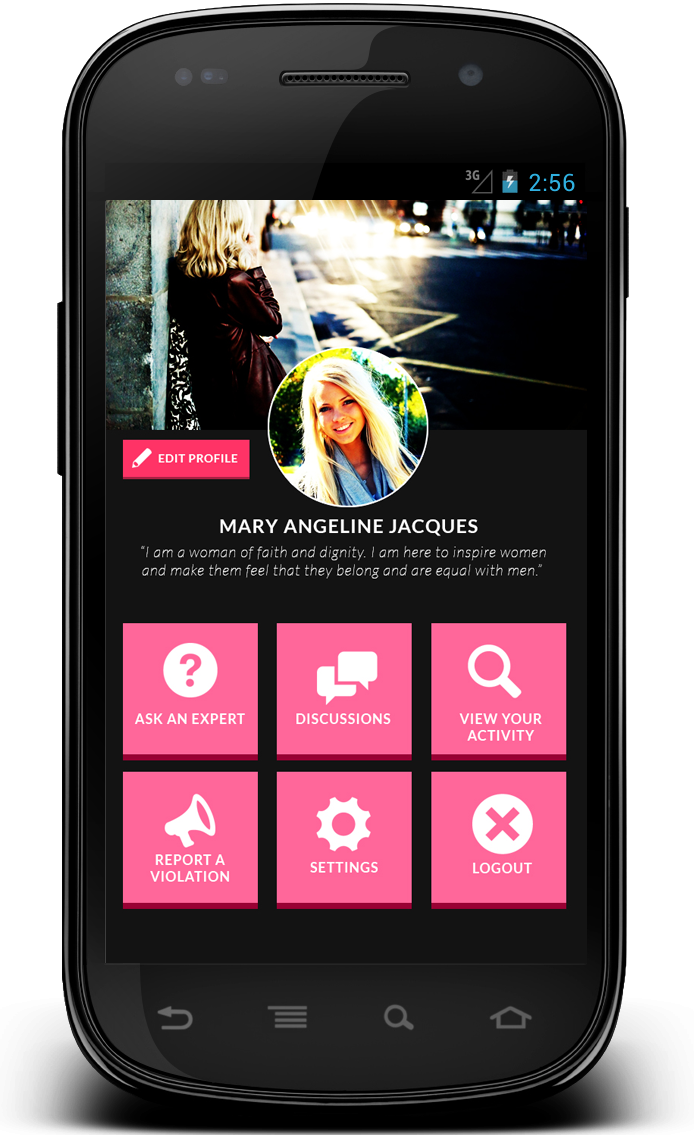 3G 2:56
EDIT PROFILE
MARY ANGELINE JACQUES
“I am a woman of faith and dignity. I am here to inspire women
and make them feel that they belong and are equal with men.”
ASK AN EXPERT
DISCUSSIONS
VIEW YOUR
ACTIVITY
REPORT A
VIOLATION
SETTINGS
LOGOUT